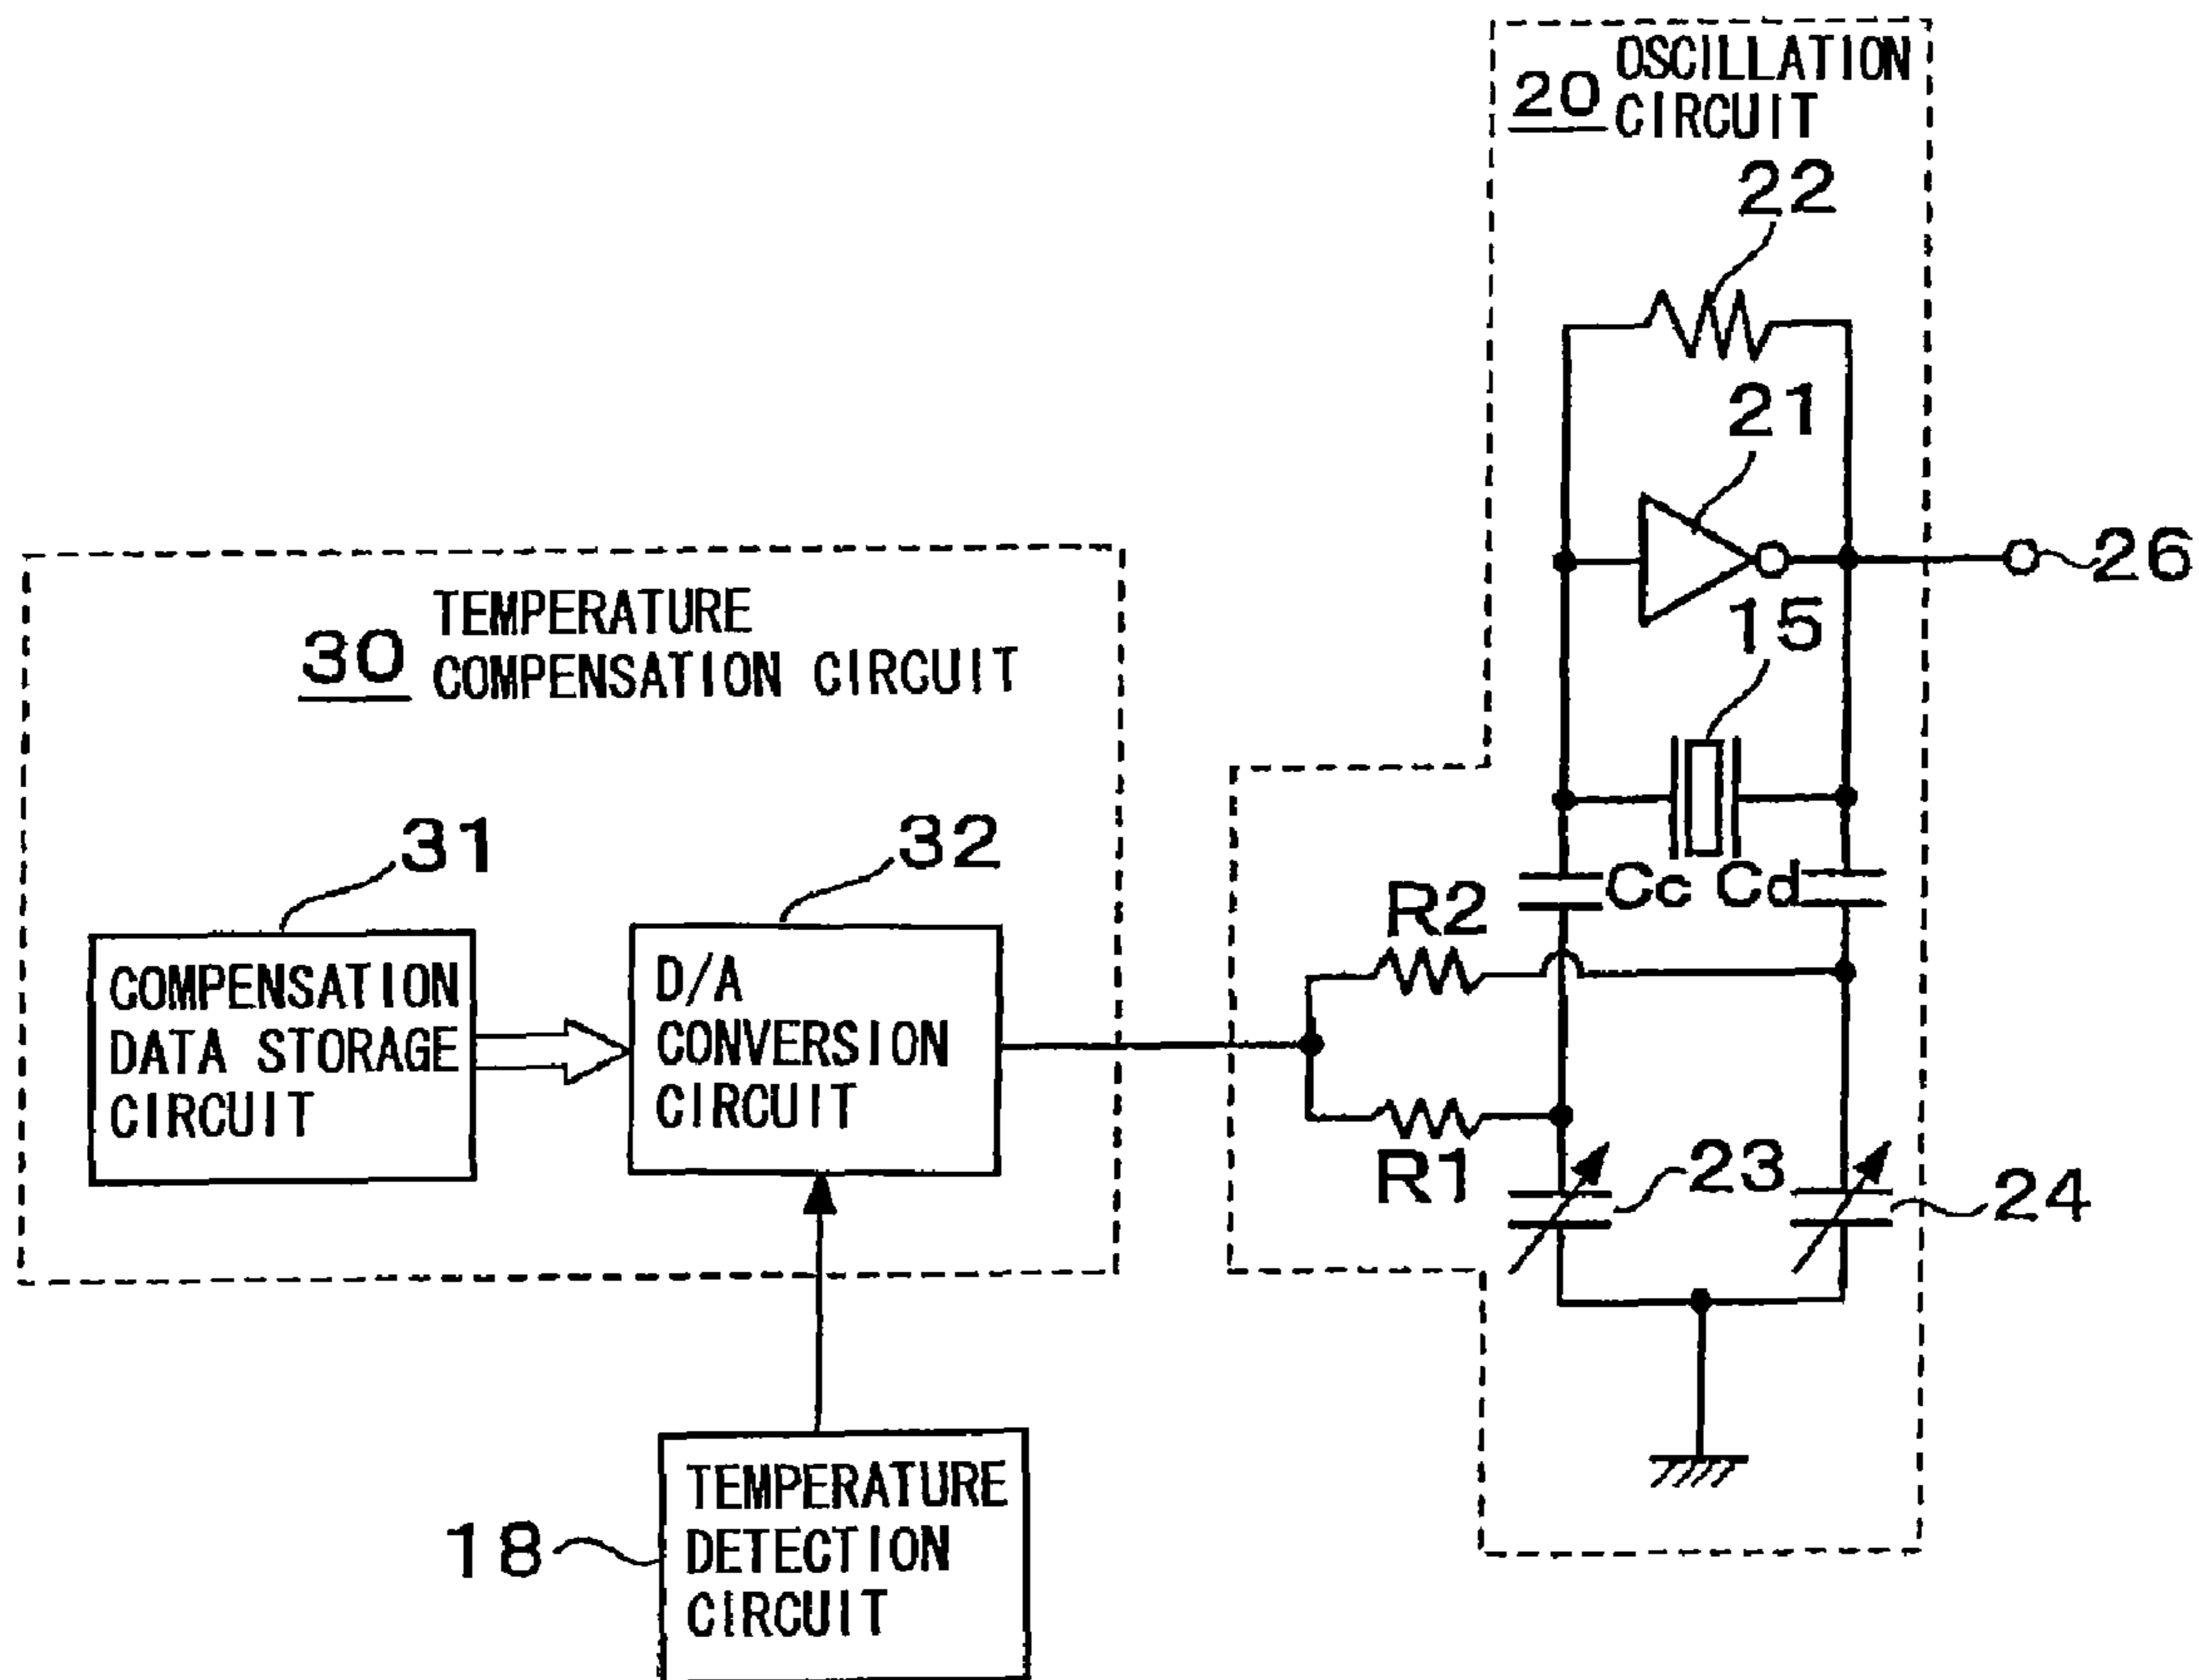 20 OSCILLATION
CIRCUIT
22
21
26
15
30 TEMPERATURE
COMPENSATION CIRCUIT
31
32
Cc Cd
R2
COMPENSATION
DATA STORAGE
CIRCUIT
D/A
CONVERSION
CIRCUIT
R1
23
24
18
TEMPERATURE
DETECTION
CIRCUIT